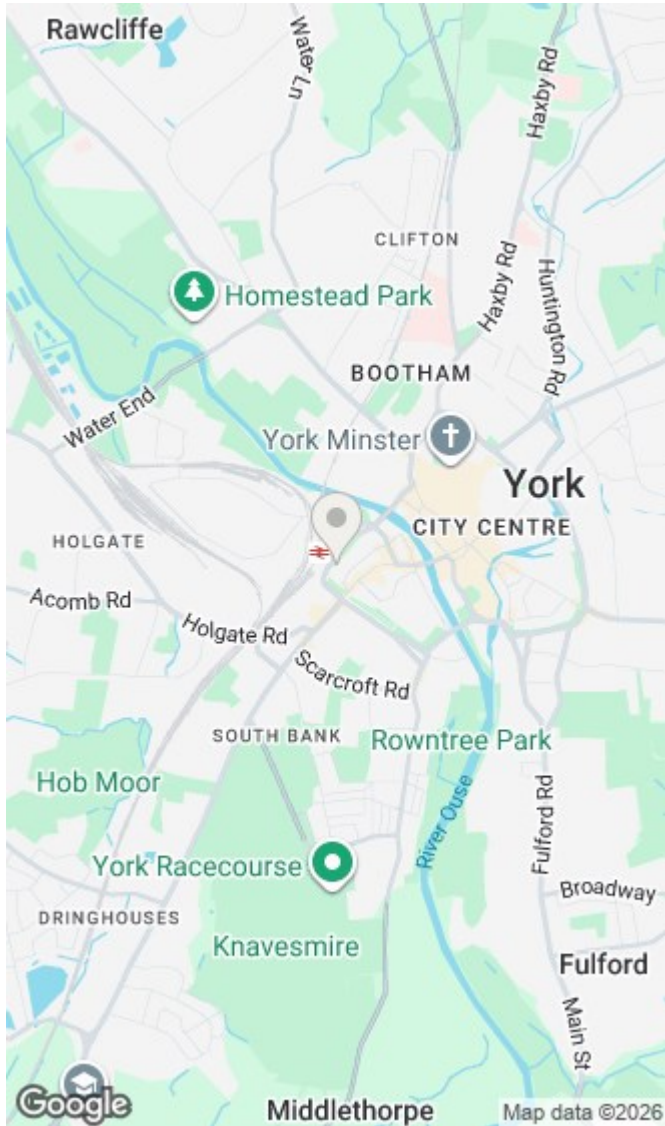 Rawcliffe
Water Ln
Haxby Rd
CLIFTON
Haxby Rd
Huntington Rd
Homestead Park
BOOTHAM
Water End
York Minster
York
CITY CENTRE
HOLGATE
Acomb Rd
Holgate Rd
Scarcroft Rd
SOUTH BANK
Rowntree Park
Hob Moor
River Ouse
Fulford Rd
York Racecourse
Broadway
DRINGHOUSES
Knavesmire
Fulford
Main St
Google
Middlethorpe
Map data ©2026